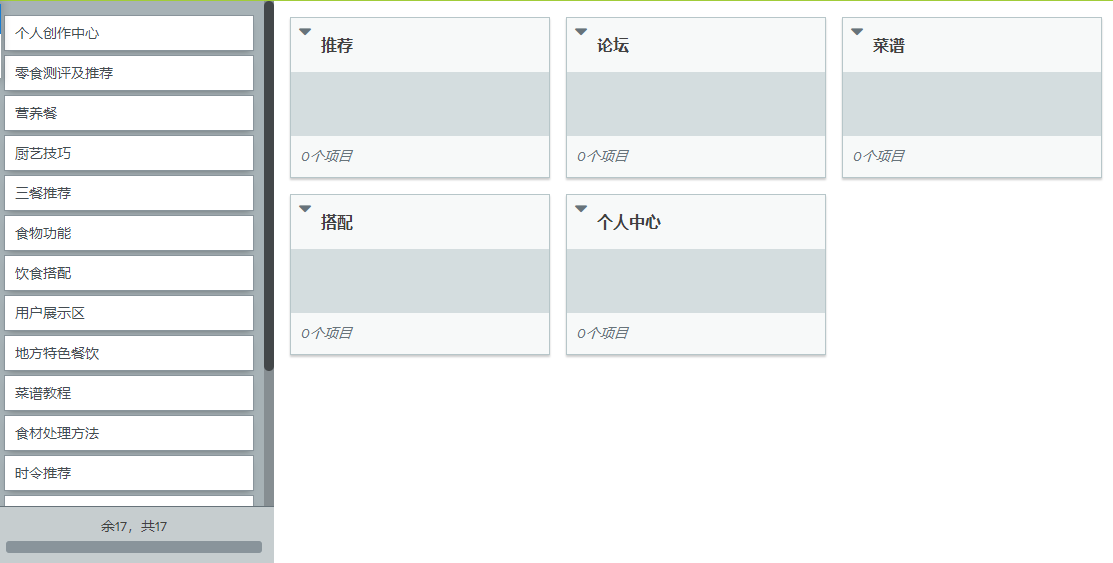 个人创作中心
零食测评及推荐
营养餐
厨艺技巧
三餐推荐
食物功能
饮食搭配
用户展示区
地方特色餐饮
菜谱教程
食材处理方法
时令推荐
余17，共17
推荐
0个项目
论坛
0个项目
菜谱
0个项目
搭配
0个项目
个人中心
0个项目